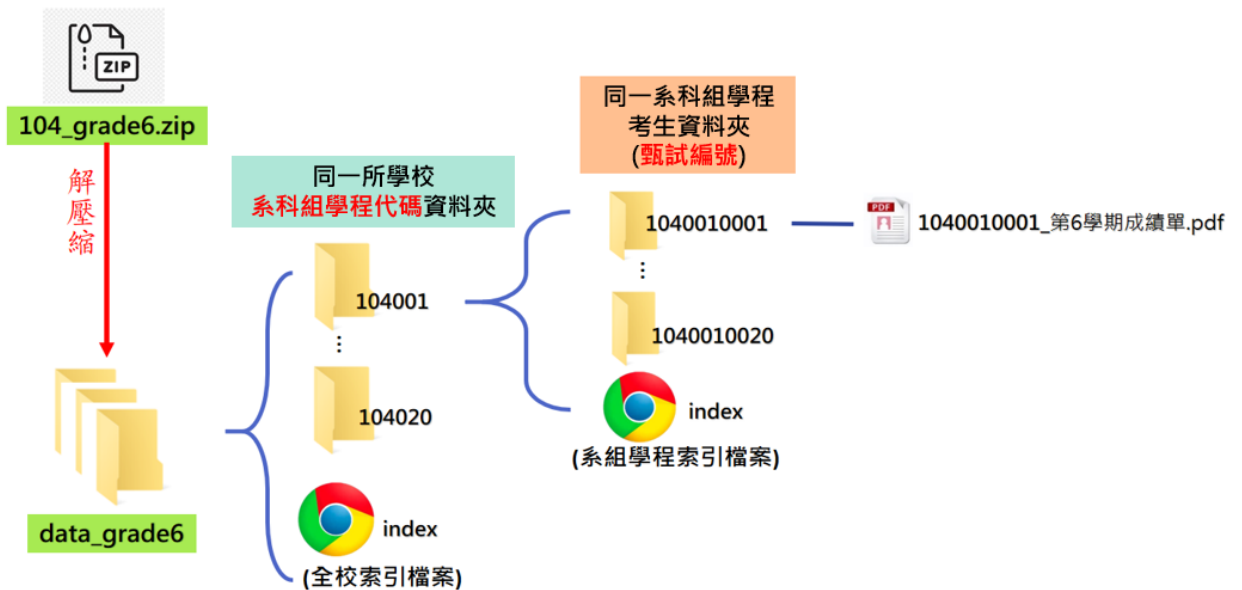 ZIP
104_grade6.zip
解壓縮
data_grade6
同一所學校
系科組學程代碼資料夾
104001
⋮
104020
index
(全校索引檔案)
同一系科組學程
考生資料夾
(甄試編號)
1040010001
⋮
1040010020
index
(系組學程索引檔案)
PDF
1040010001_第6學期成績單.pdf